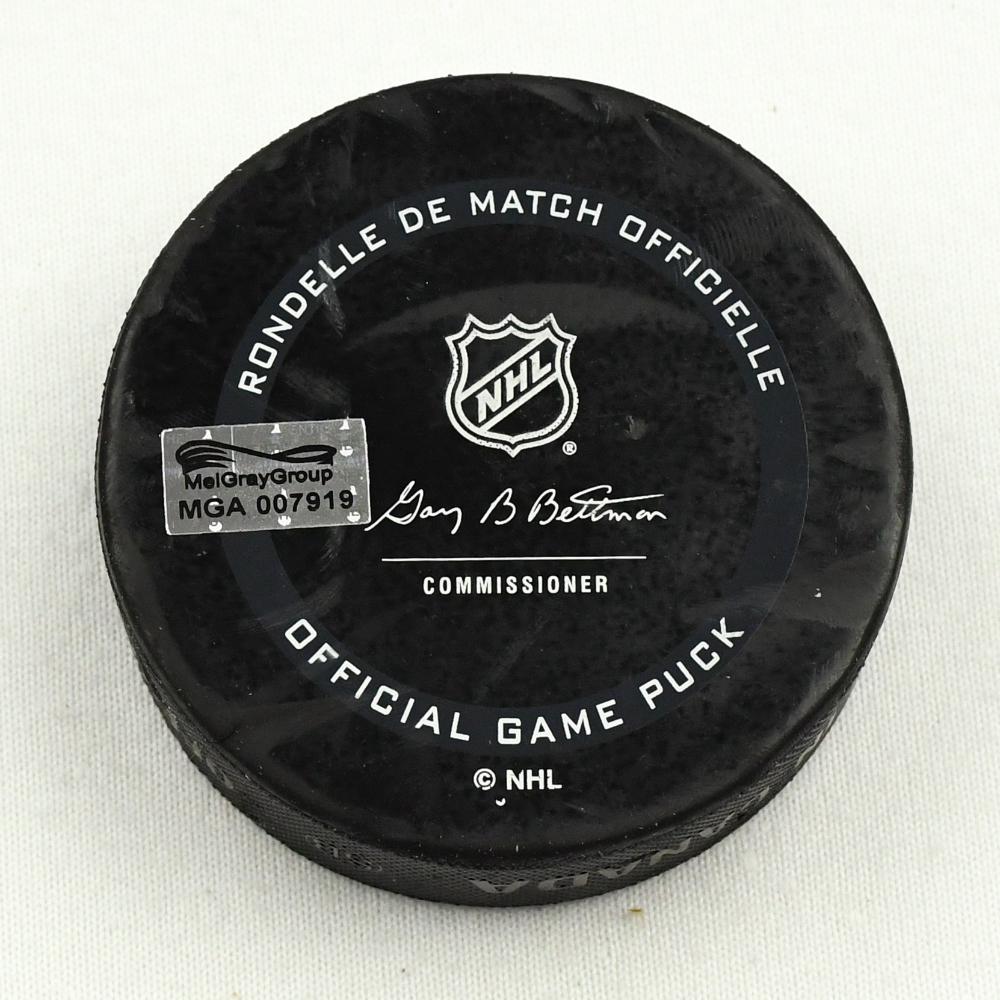 RONDELLE DE MATCH OFFICIELLE
NHL
®
MeiGrayGroup
MGA 007919
Gary B Bettman
COMMISSIONER
OFFICIAL GAME PUCK
© NHL